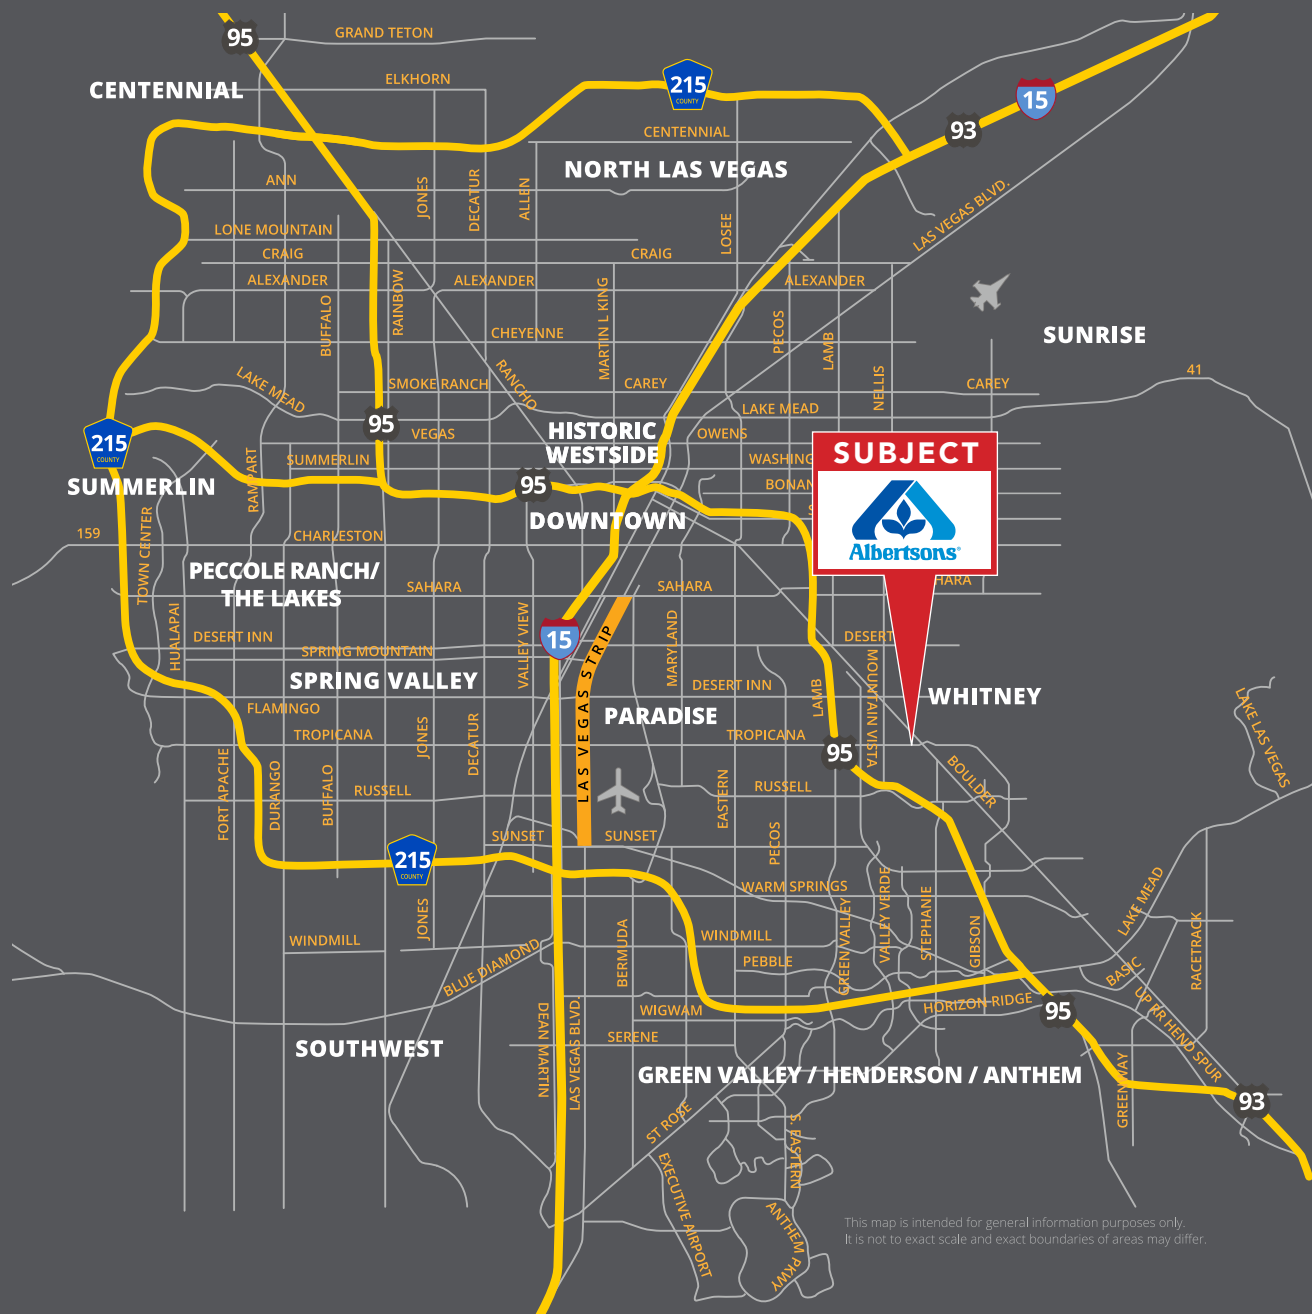 95
GRAND TETON
ELKHORN
CENTENNIAL
215
COUNTY
15
93
CENTENNIAL
NORTH LAS VEGAS
ANN
JONES
DECATUR
ALLEN
LOSEE
LAS VEGAS BLVD.
LONE MOUNTAIN
CRAIG
CRAIG
ALEXANDER
ALEXANDER
ALEXANDER
BUFFALO
RAINBOW
MARTIN L KING
CHEYENNE
PECOS
LAMB
NELLIS
SUNRISE
41
LAKE MEAD
SMOKE RANCH
RANCHO
CAREY
CAREY
LAKE MEAD
95
VEGAS
HISTORIC
WESTSIDE
OWENS
215
COUNTY
SUMMERLIN
SUMMERLIN
RAMPART
WASHING
BONAN
SUBJECT
Albertsons®
95
DOWNTOWN
159
TOWN CENTER
CHARLESTON
PECCOLE RANCH/
THE LAKES
SAHARA
SAHARA
HARA
HUALAPAI
DESERT INN
SPRING MOUNTAIN
VALLEY VIEW
15
LAS VEGAS STRIP
MARYLAND
DESERT
SPRING VALLEY
DESERT INN
LAMB
MOUNTAIN VISTA
WHITNEY
FLAMINGO
PARADISE
TROPICANA
JONES
DECATUR
TROPICANA
95
BOULDER
LAKE LAS VEGAS
FORT APACHE
DURANGO
BUFFALO
RUSSELL
EASTERN
RUSSELL
SUNSET
SUNSET
PECOS
215
COUNTY
WARM SPRINGS
JONES
WINDMILL
BLUE DIAMOND
BERMUDA
WINDMILL
PEBBLE
GREEN VALLEY
VALLEY VERDE
STEPHANIE
GIBSON
LAKE MEAD
RACETRACK
BASIC
WIGWAM
HORIZON RIDGE
95
UP RR HEND SPUR
DEAN MARTIN
LAS VEGAS BLVD.
SERENE
SOUTHWEST
GREEN VALLEY / HENDERSON / ANTHEM
GREENWAY
93
ST ROSE
S. EASTERN
EXECUTIVE AIRPORT
ANTHEM PKWY
This map is intended for general information purposes only.
It is not to exact scale and exact boundaries of areas may differ.